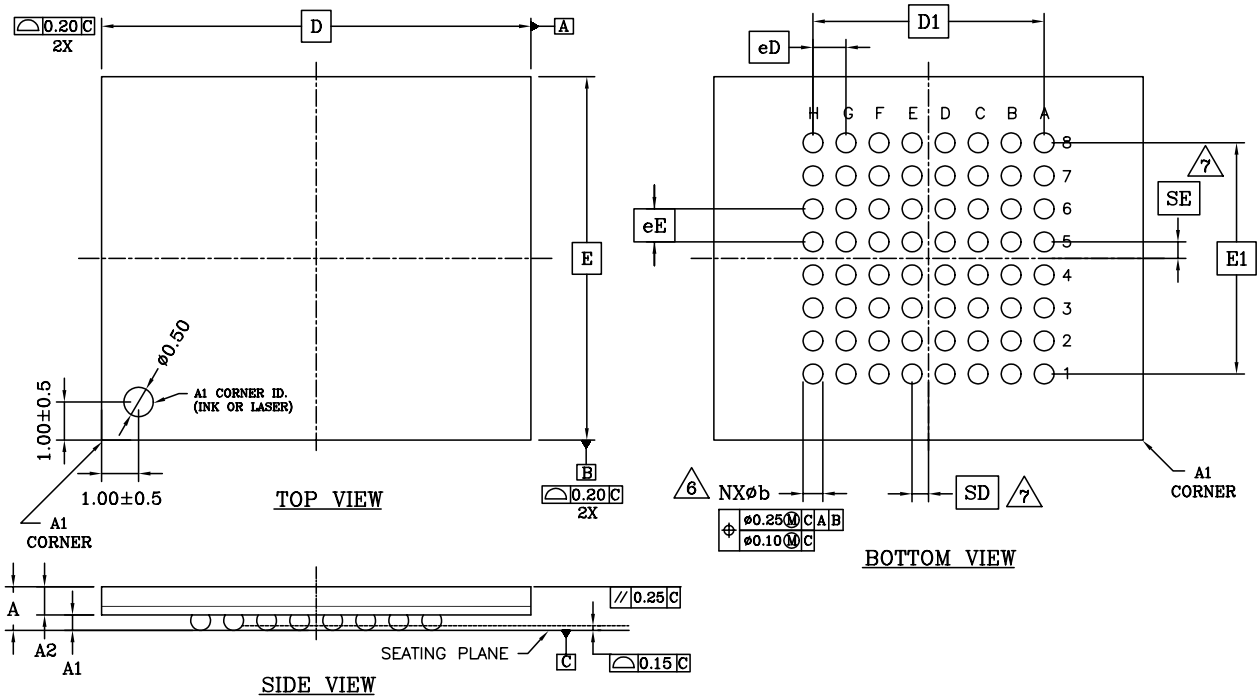 ⌓ 0.20 C
2X
D
A
E
ø0.50
A1 CORNER ID.
(INK OR LASER)
1.00±0.5
1.00±0.5
B
⌓ 0.20 C
2X
A1
CORNER
TOP VIEW
D1
eD
H G F E D C B A
8
7
6
5
4
3
2
1
7
SE
eE
E1
6 NXøb
ø0.25 Ⓜ C A B
ø0.10 Ⓜ C
SD 7
A1
CORNER
BOTTOM VIEW
A
A2
A1
// 0.25 C
SEATING PLANE
C
⌓ 0.15 C
SIDE VIEW